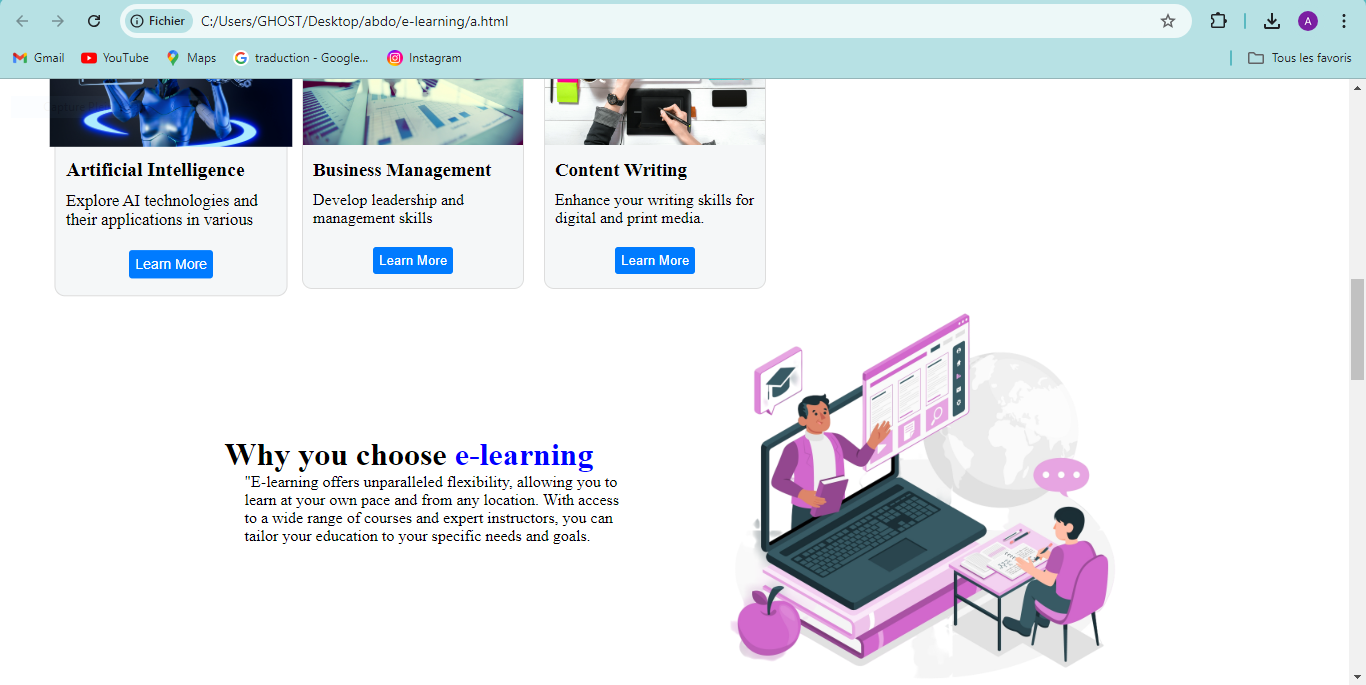 Fichier C:/Users/GHOST/Desktop/abdo/e-learning/a.html A
Gmail YouTube Maps traduction - Google... Instagram Tous les favoris
Artificial Intelligence
Explore AI technologies and
their applications in various
Learn More
Business Management
Develop leadership and
management skills
Learn More
Content Writing
Enhance your writing skills for
digital and print media.
Learn More
Why you choose e-learning
"E-learning offers unparalleled flexibility, allowing you to
learn at your own pace and from any location. With access
to a wide range of courses and expert instructors, you can
tailor your education to your specific needs and goals.